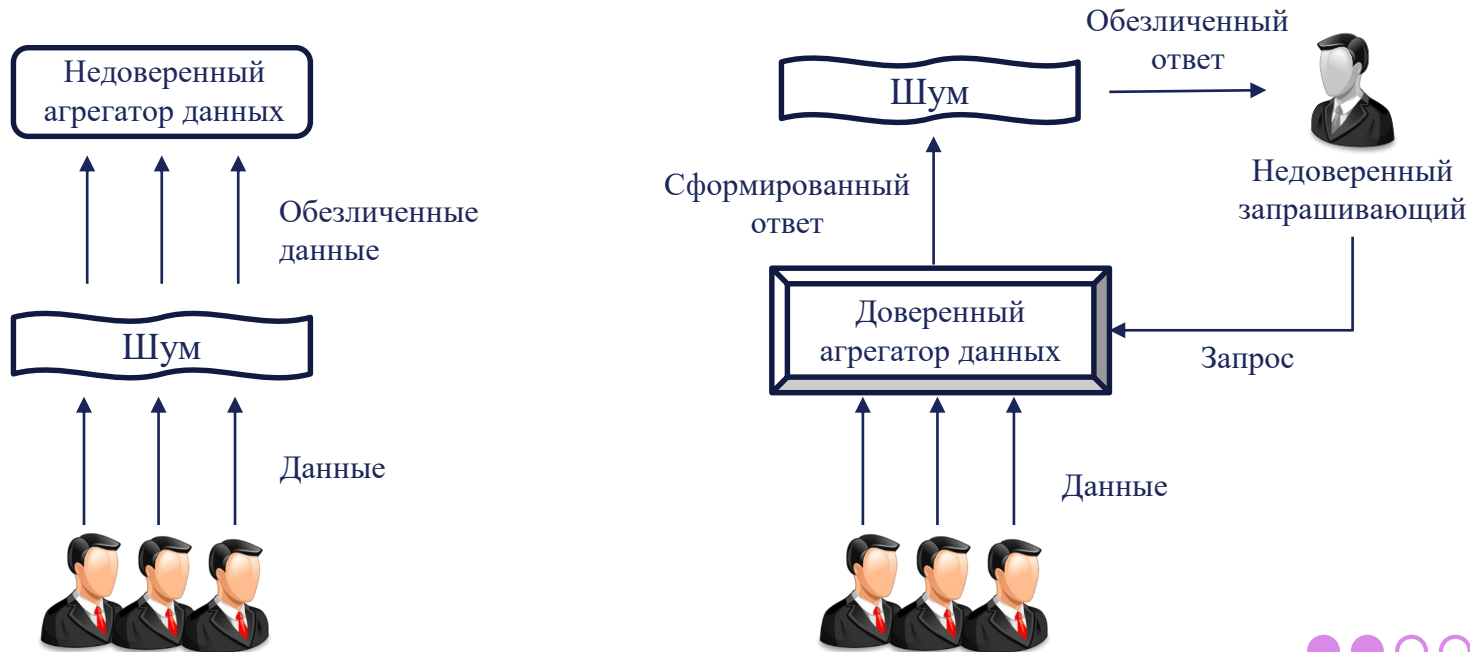 Недоверенный
агрегатор данных
Обезличенные
данные
Шум
Данные
Обезличенный
ответ
Шум
Сформированный
ответ
Недоверенный
запрашивающий
Доверенный
агрегатор данных
Запрос
Данные